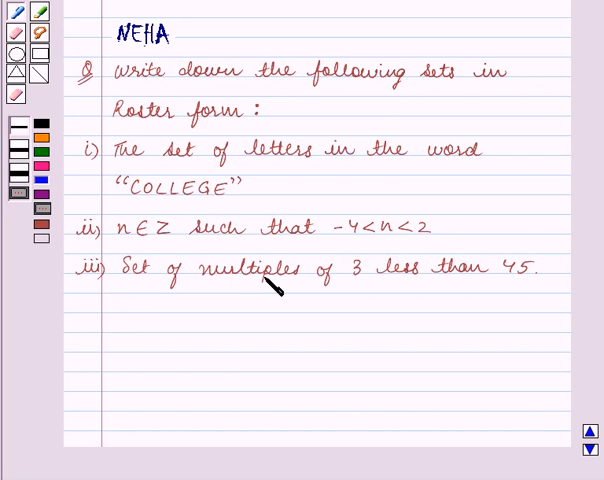 NEHA
Q Write down the following sets in
Roster form :
i) The set of letters in the word
"COLLEGE"
ii) n ∈ Z such that -4 < n < 2
iii) Set of multiples of 3 less than 45.